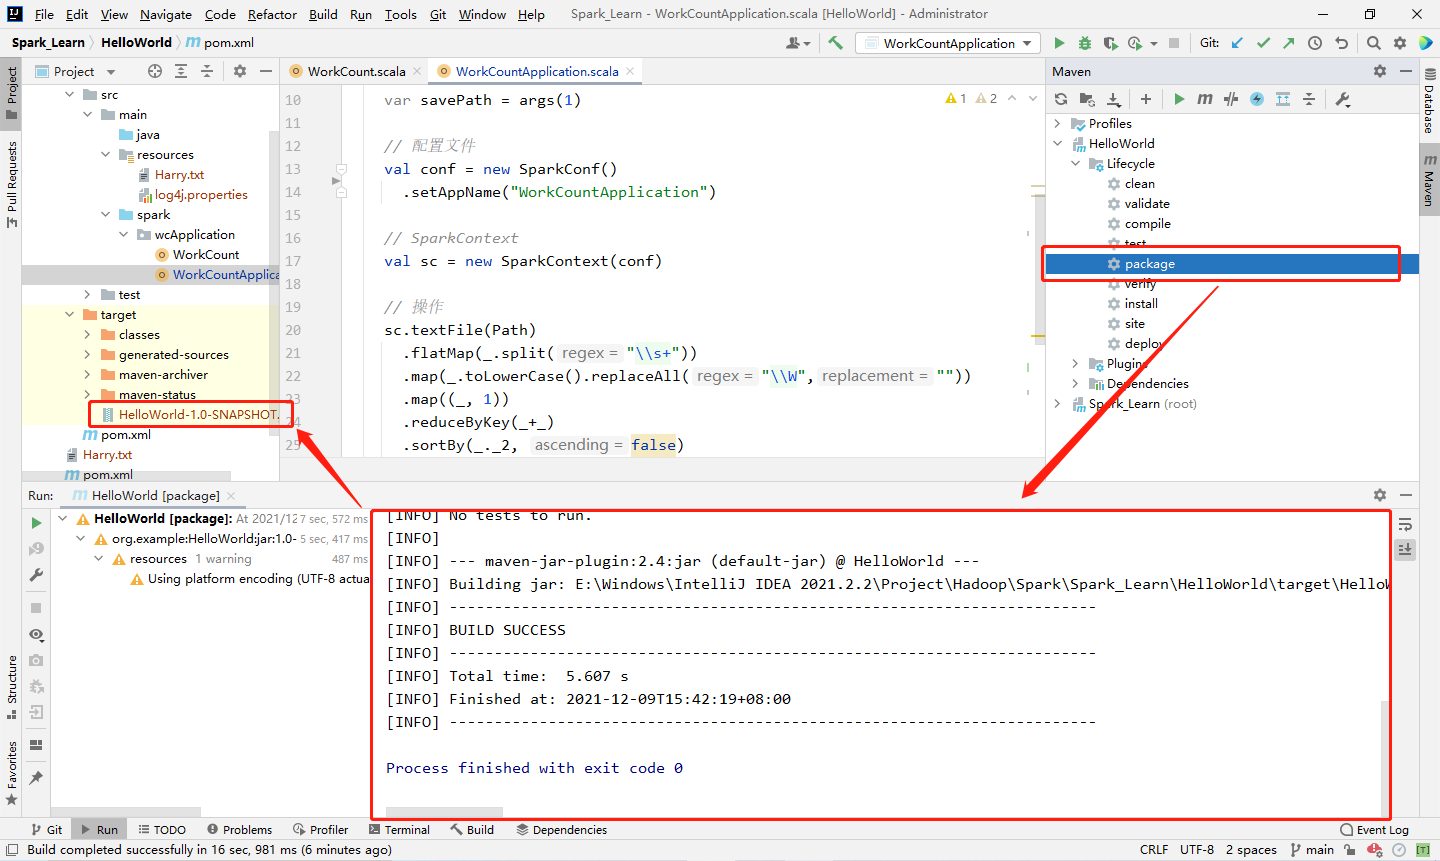 File Edit View Navigate Code Refactor Build Run Tools Git Window Help Spark_Learn - WorkCountApplication.scala [HelloWorld] - Administrator
Spark_Learn HelloWorld pom.xml
WorkCountApplication
Git:
Project
WorkCount.scala
WorkCountApplication.scala
Maven
Project
Pull Requests
src
main
java
resources
Harry.txt
log4j.properties
spark
wcApplication
WorkCount
WorkCountApplica
test
target
classes
generated-sources
maven-archiver
maven-status
HelloWorld-1.0-SNAPSHOT.
pom.xml
Harry.txt
pom.xml
1 2
10 var savePath = args(1)
11
12 // 配置文件
13 val conf = new SparkConf()
14 .setAppName("WorkCountApplication")
15
16 // SparkContext
17 val sc = new SparkContext(conf)
18
19 // 操作
20 sc.textFile(Path)
21 .flatMap(_.split( regex = "\\s+"))
22 .map(_.toLowerCase().replaceAll( regex = "\\W", replacement = ""))
23 .map((_, 1))
24 .reduceByKey(_+_)
25 .sortBy(_._2, ascending = false)
Profiles
HelloWorld
Lifecycle
clean
validate
compile
test
package
verify
install
site
deploy
Plugins
Dependencies
Spark_Learn (root)
Database
Maven
Run: HelloWorld [package]
HelloWorld [package]: At 2021/12 7 sec, 572 ms
org.example:HelloWorld:jar:1.0- 5 sec, 417 ms
resources 1 warning 487 ms
Using platform encoding (UTF-8 actua
[INFO] No tests to run.
[INFO]
[INFO] --- maven-jar-plugin:2.4:jar (default-jar) @ HelloWorld ---
[INFO] Building jar: E:\Windows\IntelliJ IDEA 2021.2.2\Project\Hadoop\Spark\Spark_Learn\HelloWorld\target\HelloW
[INFO] ------------------------------------------------------------------------
[INFO] BUILD SUCCESS
[INFO] ------------------------------------------------------------------------
[INFO] Total time:  5.607 s
[INFO] Finished at: 2021-12-09T15:42:19+08:00
[INFO] ------------------------------------------------------------------------
Process finished with exit code 0
Structure
Favorites
Git Run TODO Problems Profiler Terminal Build Dependencies Event Log
Build completed successfully in 16 sec, 981 ms (6 minutes ago) CRLF UTF-8 2 spaces main